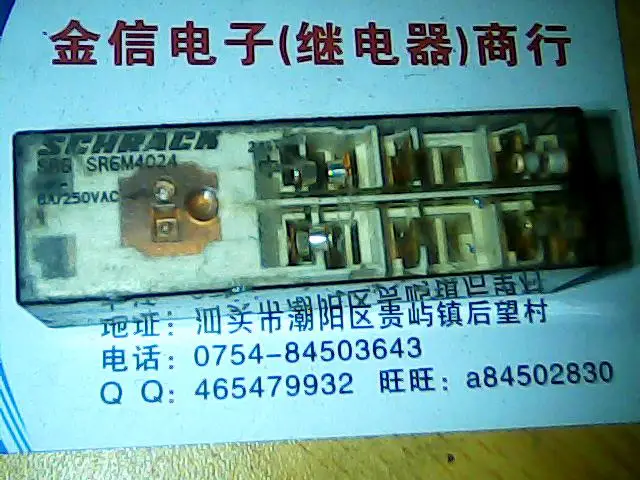 金信电子(继电器)商行
SCHRACK
SR6 SR6M4024
8A/250VAC
地址：汕头市潮阳区贵屿镇后望村
电话：0754-84503643
Q Q：465479932 旺旺：a84502830